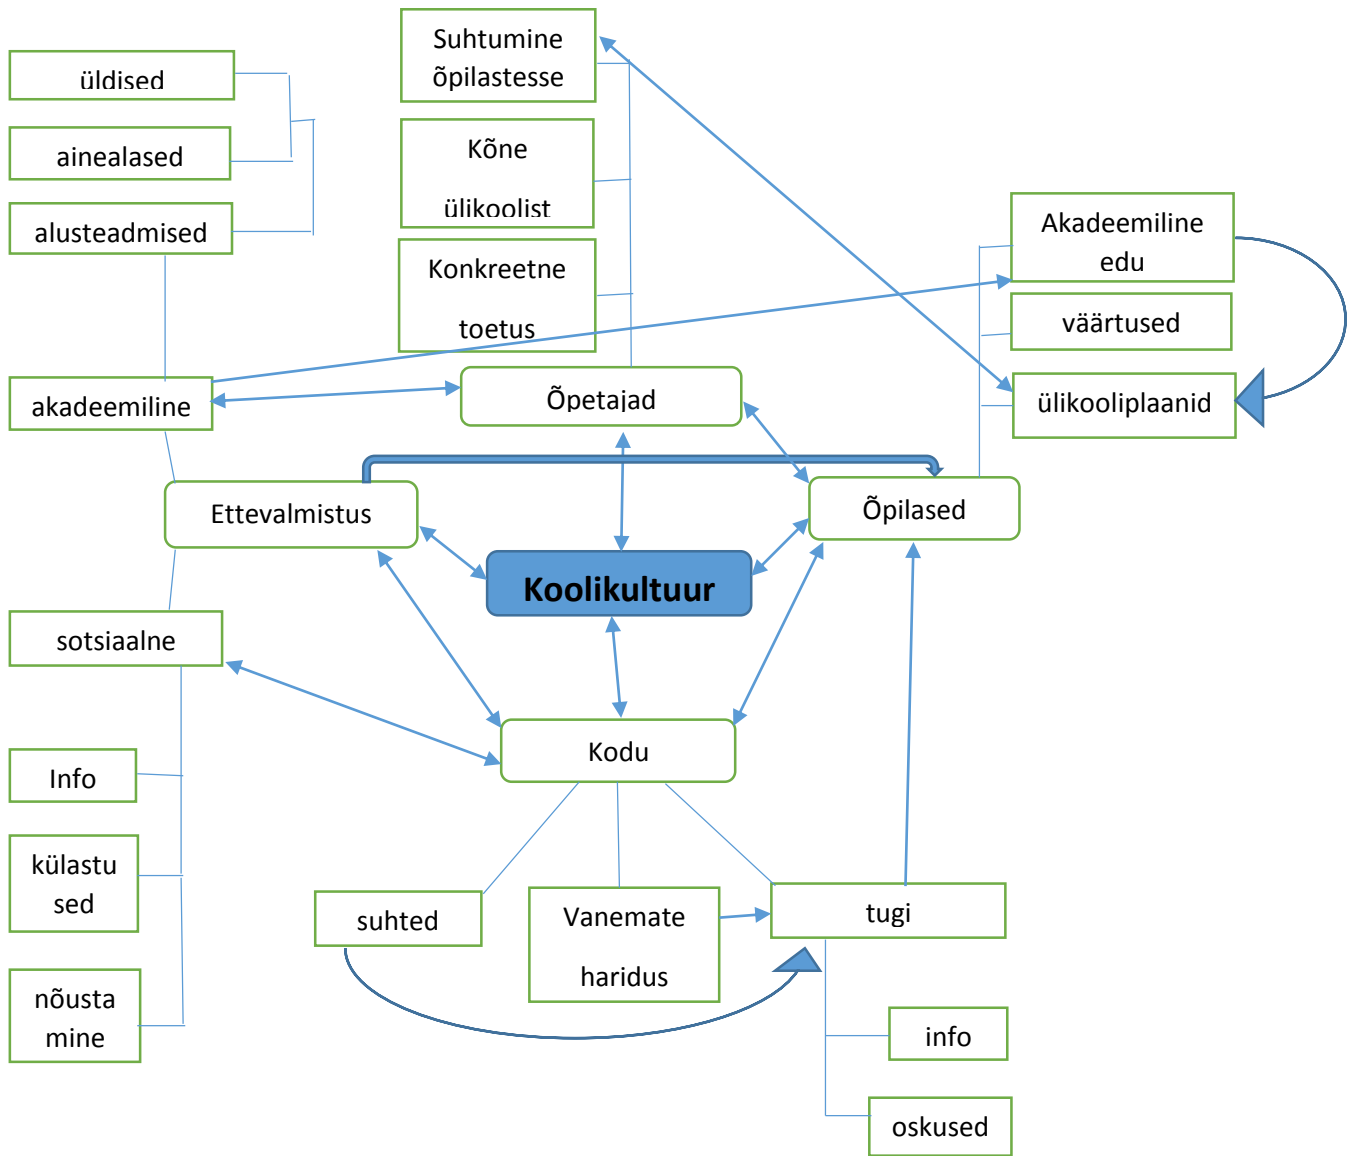 Suhtumine
õpilastesse
üldised
Kõne
ülikoolist
ainealased
alusteadmised
Konkreetne
toetus
Akadeemiline
edu
väärtused
ülikooliplaanid
akadeemiline
Õpetajad
Ettevalmistus
Õpilased
Koolikultuur
sotsiaalne
Kodu
Info
külastu
sed
nõusta
mine
suhted
Vanemate
haridus
tugi
info
oskused